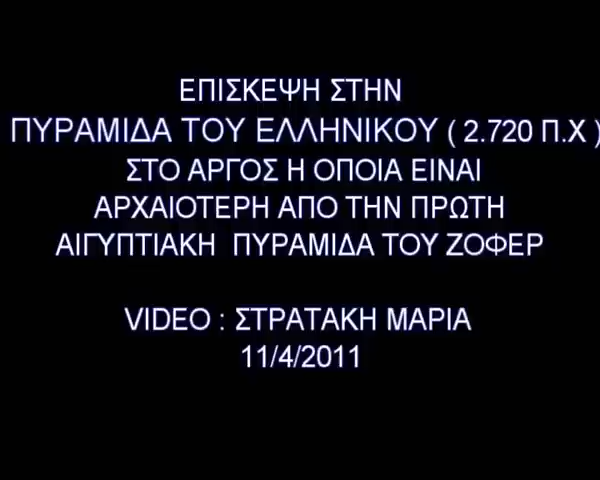 ΕΠΙΣΚΕΨΗ ΣΤΗΝ
ΠΥΡΑΜΙΔΑ ΤΟΥ ΕΛΛΗΝΙΚΟΥ ( 2.720 Π.Χ )
ΣΤΟ ΑΡΓΟΣ Η ΟΠΟΙΑ ΕΙΝΑΙ
ΑΡΧΑΙΟΤΕΡΗ ΑΠΟ ΤΗΝ ΠΡΩΤΗ
ΑΙΓΥΠΤΙΑΚΗ ΠΥΡΑΜΙΔΑ ΤΟΥ ΖΟΦΕΡ
VIDEO : ΣΤΡΑΤΑΚΗ ΜΑΡΙΑ
11/4/2011